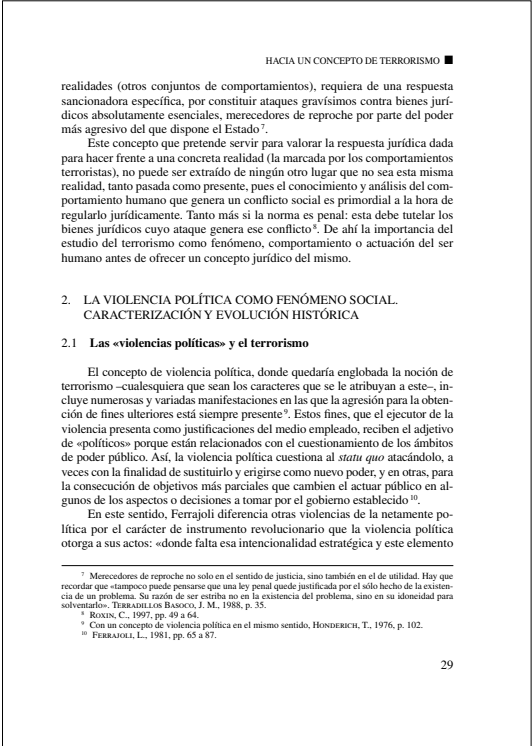 HACIA UN CONCEPTO DE TERRORISMO ■
realidades (otros conjuntos de comportamientos), requiera de una respuesta
sancionadora específica, por constituir ataques gravísimos contra bienes jurí-
dicos absolutamente esenciales, merecedores de reproche por parte del poder
más agresivo del que dispone el Estado 7.
Este concepto que pretende servir para valorar la respuesta jurídica dada
para hacer frente a una concreta realidad (la marcada por los comportamientos
terroristas), no puede ser extraído de ningún otro lugar que no sea esta misma
realidad, tanto pasada como presente, pues el conocimiento y análisis del com-
portamiento humano que genera un conflicto social es primordial a la hora de
regularlo jurídicamente. Tanto más si la norma es penal: esta debe tutelar los
bienes jurídicos cuyo ataque genera ese conflicto 8. De ahí la importancia del
estudio del terrorismo como fenómeno, comportamiento o actuación del ser
humano antes de ofrecer un concepto jurídico del mismo.
2. LA VIOLENCIA POLÍTICA COMO FENÓMENO SOCIAL.
CARACTERIZACIÓN Y EVOLUCIÓN HISTÓRICA
2.1 Las «violencias políticas» y el terrorismo
El concepto de violencia política, donde quedaría englobada la noción de
terrorismo –cualesquiera que sean los caracteres que se le atribuyan a este–, in-
cluye numerosas y variadas manifestaciones en las que la agresión para la obten-
ción de fines ulteriores está siempre presente 9. Estos fines, que el ejecutor de la
violencia presenta como justificaciones del medio empleado, reciben el adjetivo
de «políticos» porque están relacionados con el cuestionamiento de los ámbitos
de poder público. Así, la violencia política cuestiona al statu quo atacándolo, a
veces con la finalidad de sustituirlo y erigirse como nuevo poder, y en otras, para
la consecución de objetivos más parciales que cambien el actuar público en al-
gunos de los aspectos o decisiones a tomar por el gobierno establecido 10.
En este sentido, Ferrajoli diferencia otras violencias de la netamente po-
lítica por el carácter de instrumento revolucionario que la violencia política
otorga a sus actos: «donde falta esa intencionalidad estratégica y este elemento
7 Merecedores de reproche no solo en el sentido de justicia, sino también en el de utilidad. Hay que
recordar que «tampoco puede pensarse que una ley penal quede justificada por el sólo hecho de la existen-
cia de un problema. Su razón de ser estriba no en la existencia del problema, sino en su idoneidad para
solventarlo». TERRADILLOS BASOCO, J. M., 1988, p. 35.
8 ROXIN, C., 1997, pp. 49 a 64.
9 Con un concepto de violencia política en el mismo sentido, HONDERICH, T., 1976, p. 102.
10 FERRAJOLI, L., 1981, pp. 65 a 87.
29